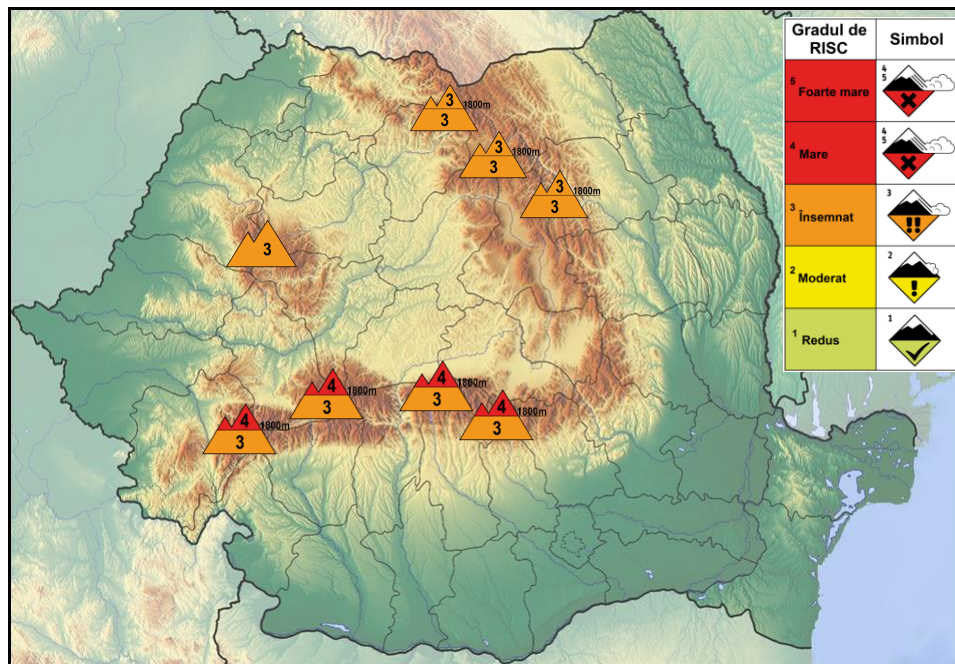 Gradul de
RISC
Simbol
5 Foarte mare
4
5
4 Mare
4
5
3 Însemnat
3
2 Moderat
2
1 Redus
1
3
1800m
3
3
1800m
3
3
1800m
3
3
4
1800m
3
4
1800m
3
4
1800m
3
4
1800m
3